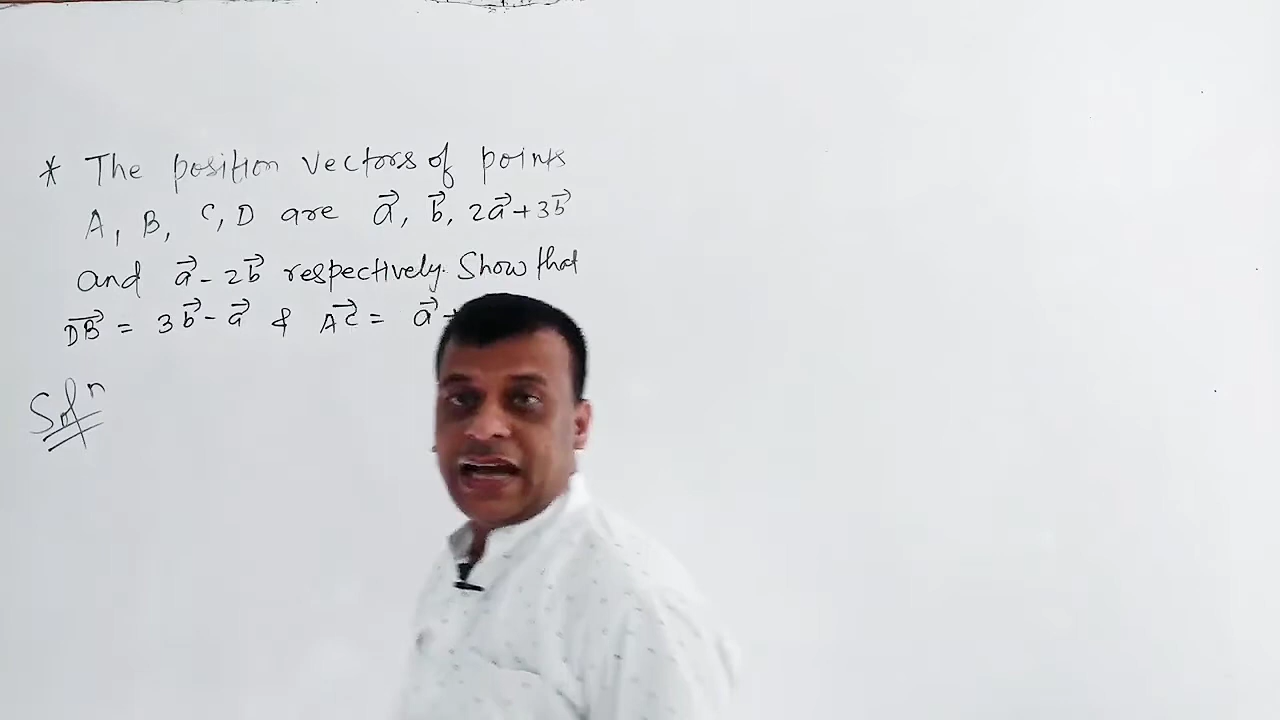 * The position vectors of points
A, B, C, D are a⃗, b⃗, 2a⃗+3b⃗
and a⃗-2b⃗ respectively. Show that
DB⃗ = 3b⃗-a⃗ & AC⃗ = a⃗+
Solⁿ